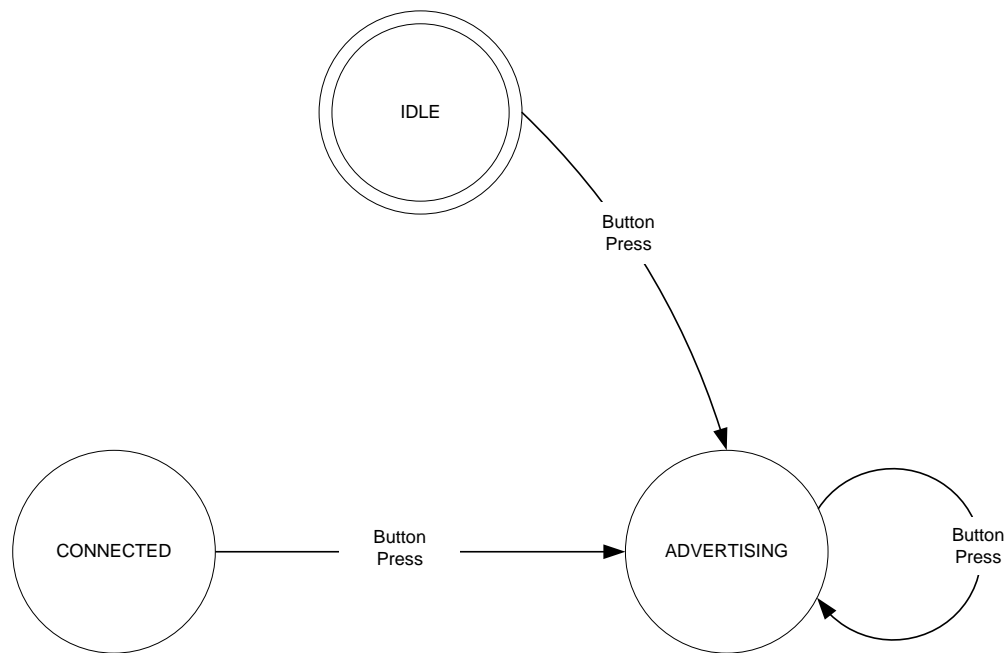 IDLE
Button
Press
CONNECTED
Button
Press
ADVERTISING
Button
Press